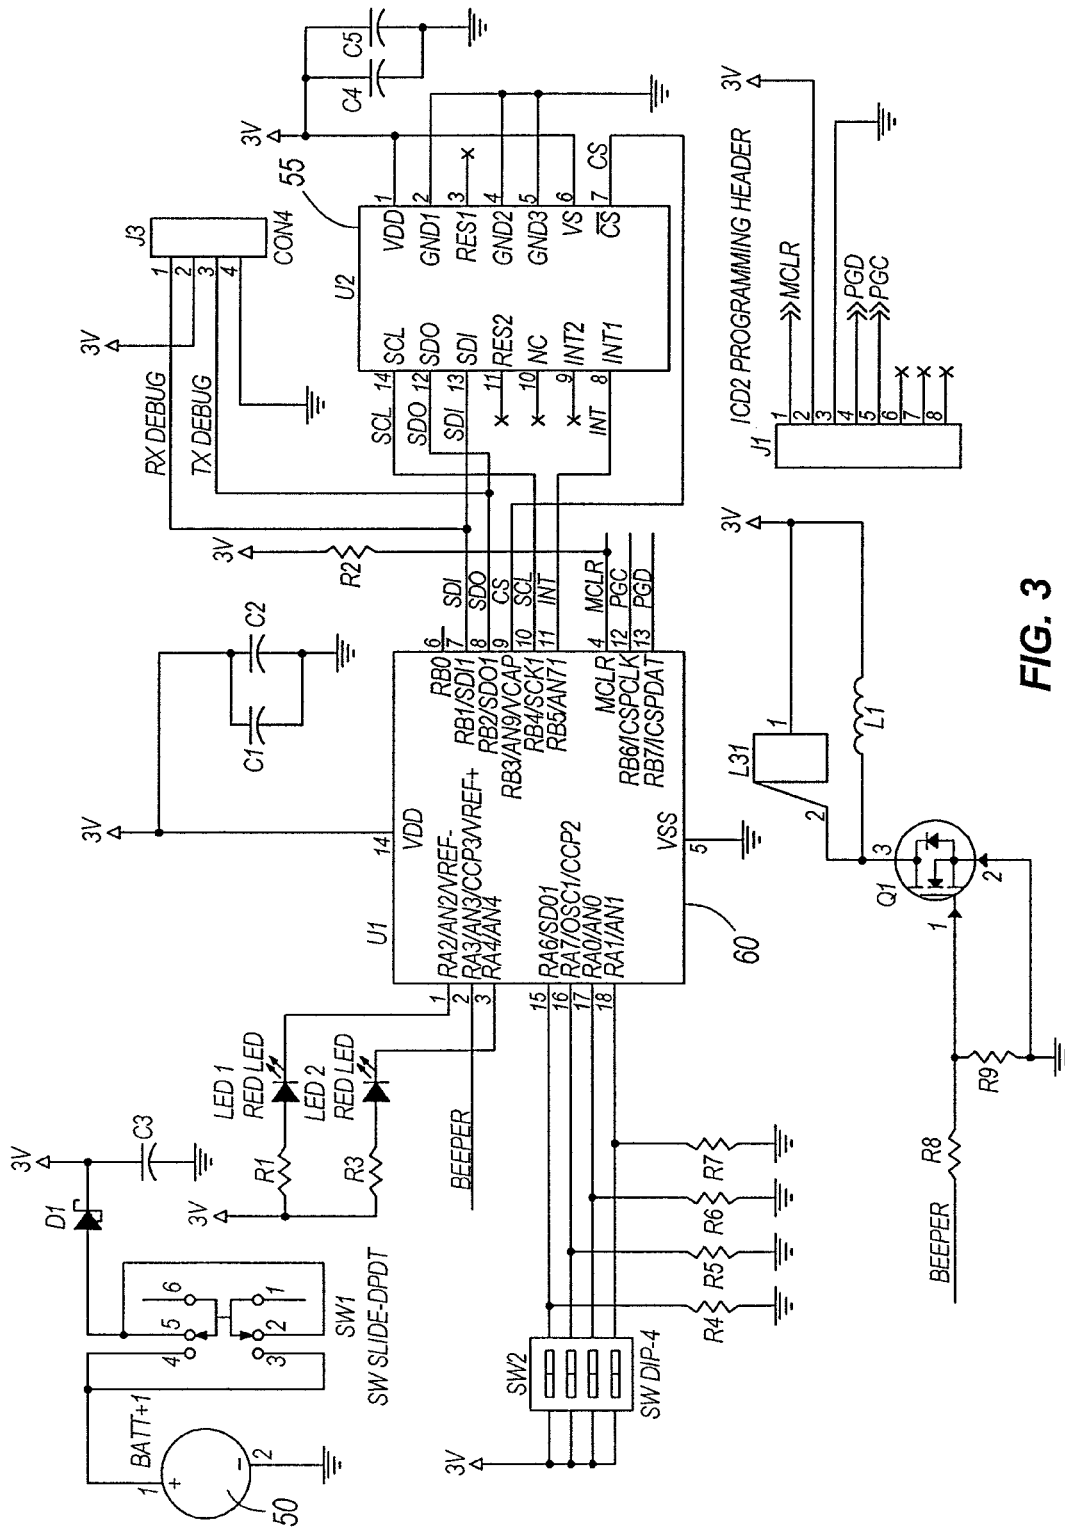 BATT+1
1
+
-
2
50
4
5
6
3
2
1
SW1
SW SLIDE-DPDT
D1
3V
C3
3V
R1
LED 1
RED LED
R3
LED 2
RED LED
BEEPER
3V
SW2
SW DIP-4
R4
R5
R6
R7
3V
14
VDD
U1
1
2
3
RA2/AN2/VREF-
RA3/AN3/CCP3/VREF+
RA4/AN4
15
16
17
18
RA6/SD01
RA7/OSC1/CCP2
RA0/AN0
RA1/AN1
60
VSS
5
RB0
RB1/SDI1
RB2/SDO1
RB3/AN9/VCAP
RB4/SCK1
RB5/AN71
6
7
8
9
10
11
SDI
SDO
CS
SCL
INT
MCLR
RB6/ICSPCLK
RB7/ICSPDAT
4
12
13
MCLR
PGC
PGD
C1
C2
3V
R2
RX DEBUG
TX DEBUG
3V
J3
1
2
3
4
CON4
SCL
SDO
SDI
INT
14
12
13
11
10
9
8
U2
SCL
SDO
SDI
RES2
NC
INT2
INT1
VDD
GND1
RES1
GND2
GND3
VS
CS
1
2
3
4
5
6
7
CS
55
3V
C4
C5
BEEPER
R8
R9
1
Q1
3
2
2
L31
1
L1
3V
J1
ICD2 PROGRAMMING HEADER
1
2
3
4
5
6
7
8
MCLR
PGD
PGC
3V
FIG. 3